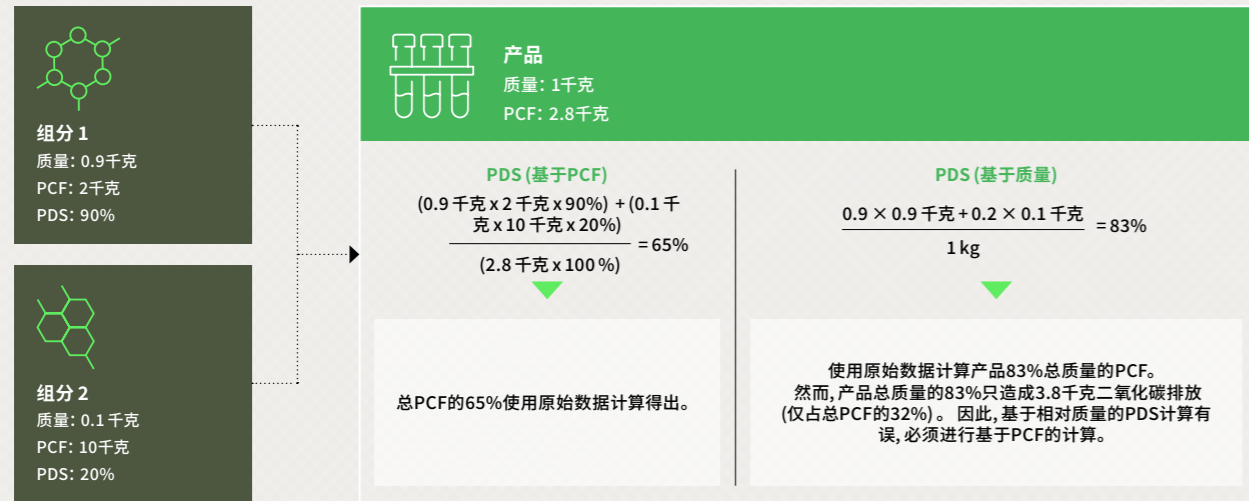 组分 1
质量: 0.9千克
PCF: 2千克
PDS: 90%
组分 2
质量: 0.1 千克
PCF: 10千克
PDS: 20%
产品
质量: 1千克
PCF: 2.8千克
PDS (基于PCF)
(0.9 千克 x 2 千克 x 90%) + (0.1 千
克 x 10 千克 x 20%)
= 65%
(2.8 千克 x 100 %)
总PCF的65%使用原始数据计算得出。
PDS (基于质量)
0.9 × 0.9 千克 + 0.2 × 0.1 千克
= 83%
1 kg
使用原始数据计算产品83%总质量的PCF。
然而, 产品总质量的83%只造成3.8千克二氧化碳排放
(仅占总PCF的32%) 。 因此, 基于相对质量的PDS计算有
误, 必须进行基于PCF的计算。